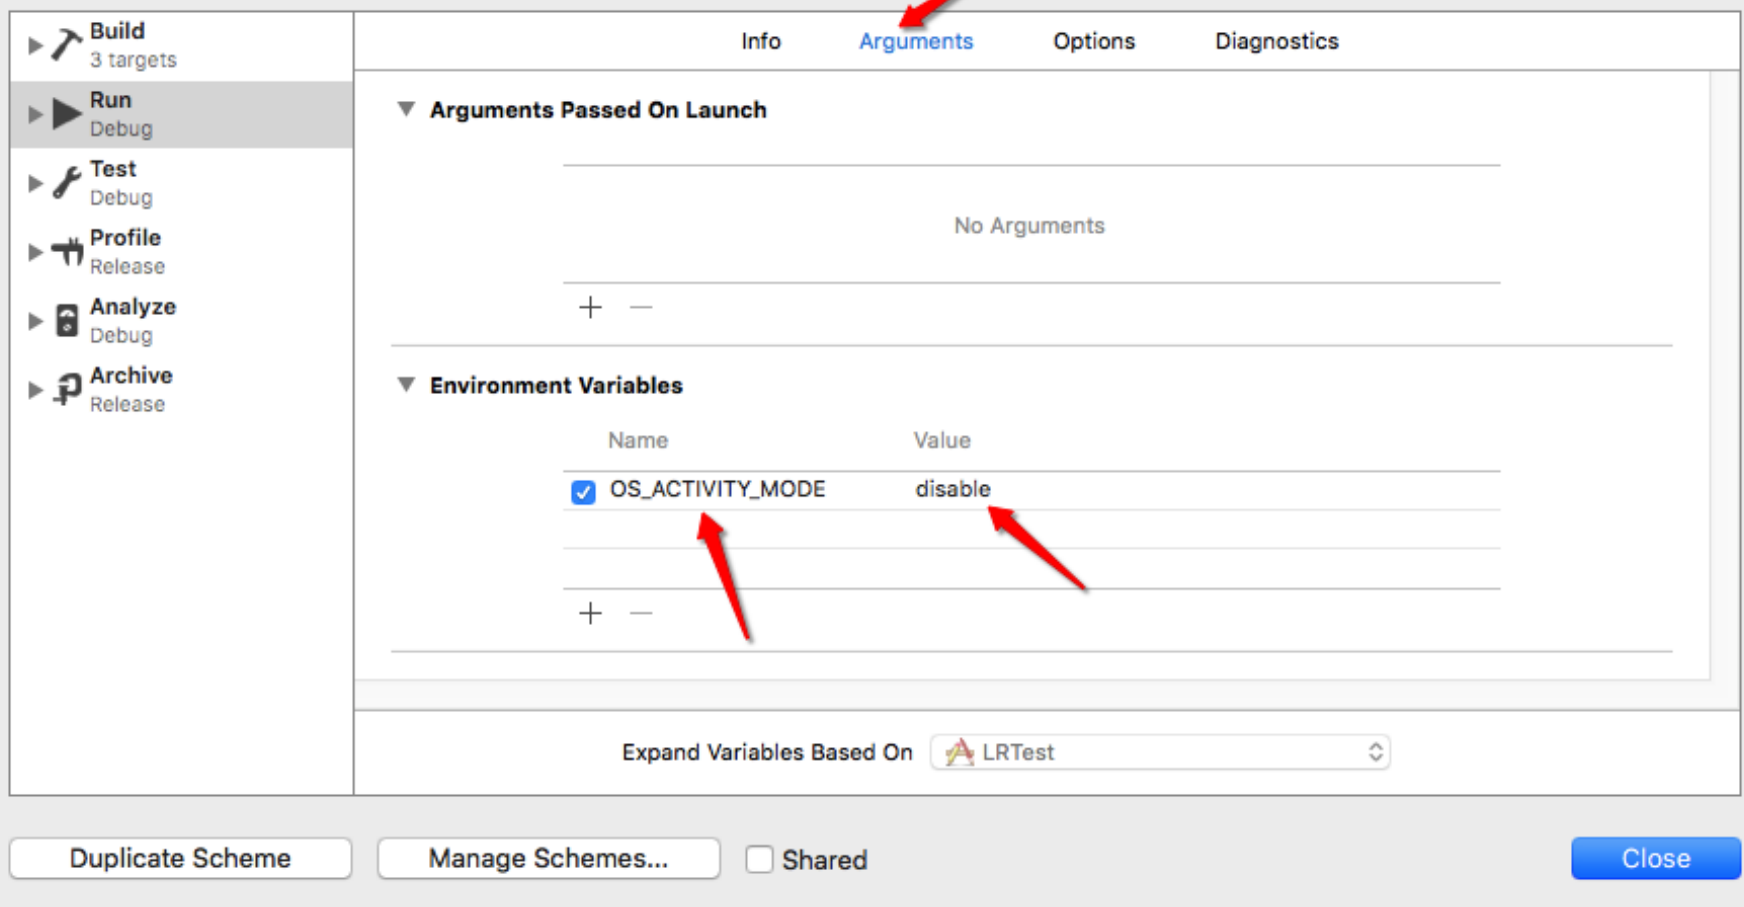 Build
3 targets
Run
Debug
Test
Debug
Profile
Release
Analyze
Debug
Archive
Release
Info Arguments Options Diagnostics
Arguments Passed On Launch
No Arguments
Environment Variables
Name Value
OS_ACTIVITY_MODE disable
Expand Variables Based On LRTest
Duplicate Scheme Manage Schemes... Shared Close